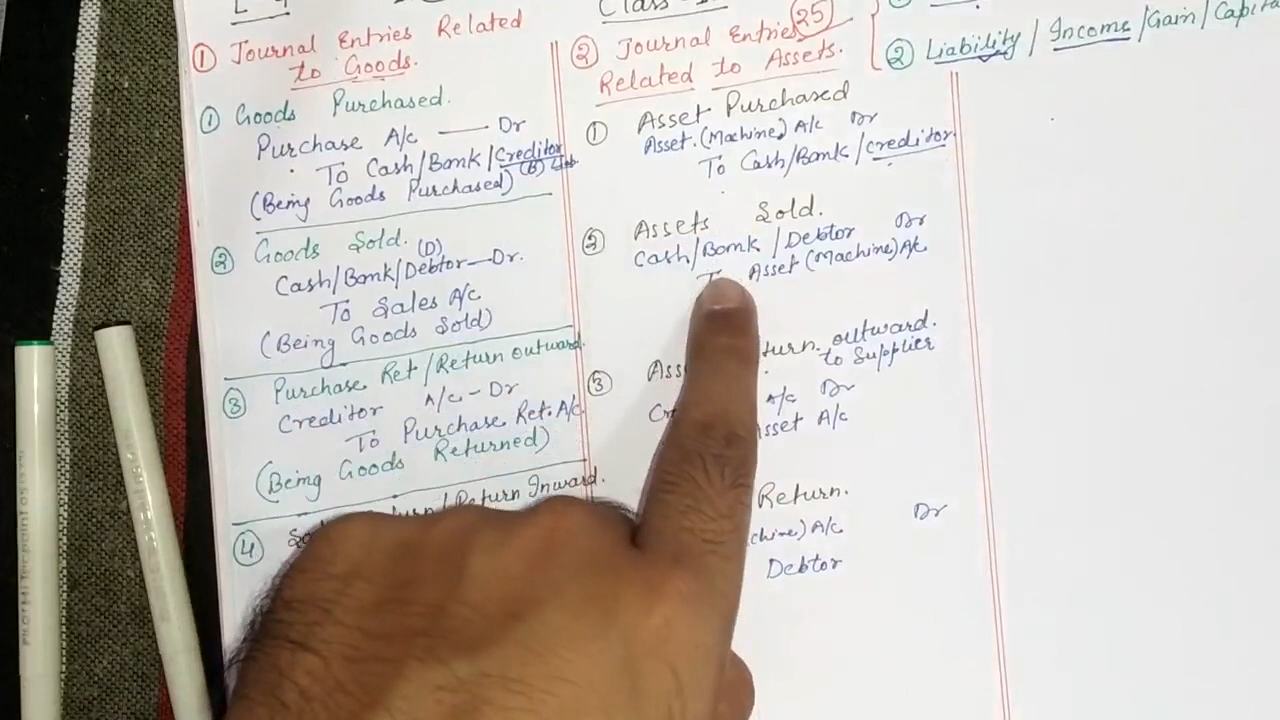 L-4
Class-
① Journal Entries Related
to Goods.
① Goods Purchased.
Purchase A/c —— Dr
To Cash/Bank/Creditor
(B) Liab
(Being Goods Purchased)
② Goods Sold.
(D)
Cash/Bank/Debtor—Dr.
To Sales A/c
(Being Goods Sold)
③ Purchase Ret/Return outward.
Creditor A/c - Dr
To Purchase Ret. A/c
(Being Goods Returned)
④ Return Inward.
② Journal Entries 25
Related to Assets.
① Asset Purchased
Asset. (Machine) A/c Dr
To Cash/Bank/creditor
② Assets Sold.
Cash/Bank/Debtor Dr
To Asset (Machine) A/c
③ outward.
to Supplier
A/c Dr
A/c
Return.
A/c Dr
Debtor
② Liability/Income/Gain/